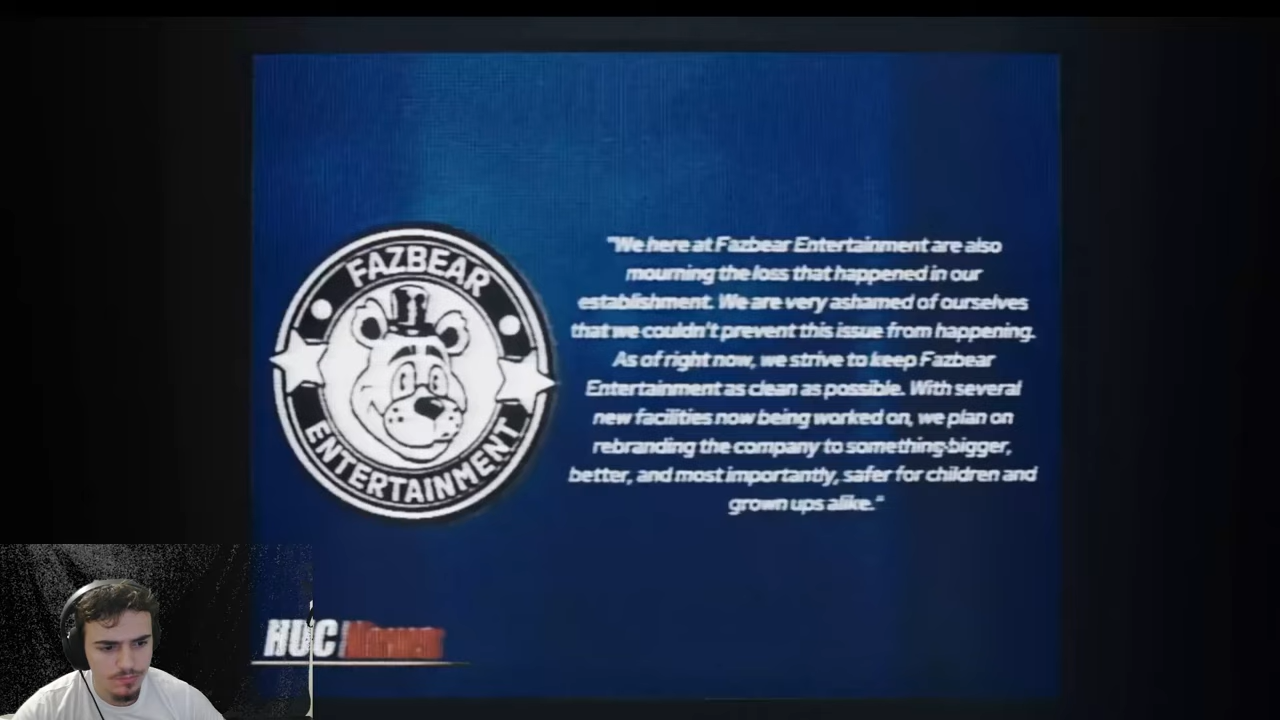 FAZBEAR
ENTERTAINMENT
"We here at Fazbear Entertainment are also
mourning the loss that happened in our
establishment. We are very ashamed of ourselves
that we couldn't prevent this issue from happening.
As of right now, we strive to keep Fazbear
Entertainment as clean as possible. With several
new facilities now being worked on, we plan on
rebranding the company to something bigger,
better, and most importantly, safer for children and
grown ups alike."
HUC